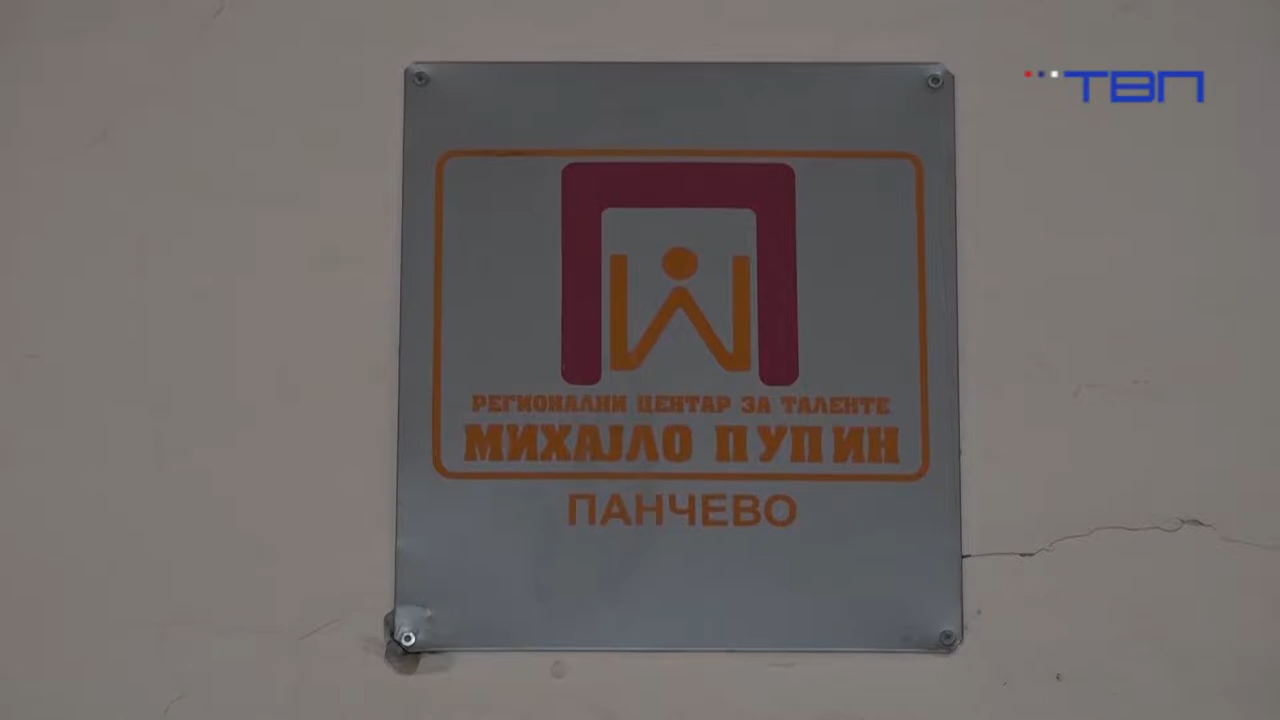 ТВП
РЕГИОНАЛНИ ЦЕНТАР ЗА ТАЛЕНТЕ
МИХАЈЛО ПУПИН
ПАНЧЕВО